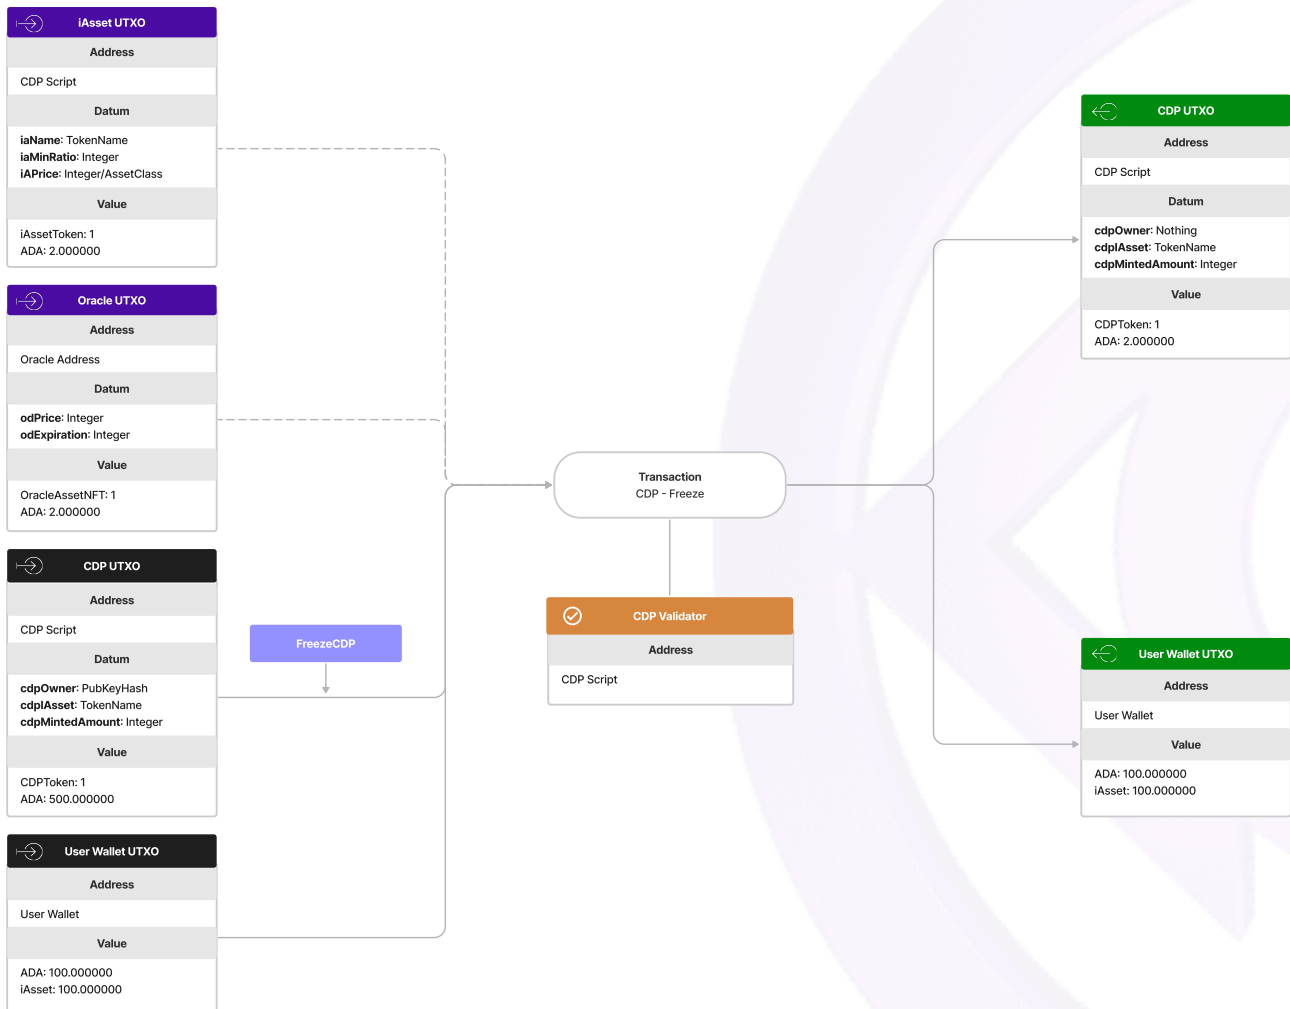 iAsset UTXO
Address
CDP Script
Datum
iaName: TokenName
iaMinRatio: Integer
iAPrice: Integer/AssetClass
Value
iAssetToken: 1
ADA: 2.000000
Oracle UTXO
Address
Oracle Address
Datum
odPrice: Integer
odExpiration: Integer
Value
OracleAssetNFT: 1
ADA: 2.000000
CDP UTXO
Address
CDP Script
Datum
cdpOwner: PubKeyHash
cdpIAsset: TokenName
cdpMintedAmount: Integer
Value
CDPToken: 1
ADA: 500.000000
User Wallet UTXO
Address
User Wallet
Value
ADA: 100.000000
iAsset: 100.000000
FreezeCDP
Transaction
CDP - Freeze
CDP Validator
Address
CDP Script
CDP UTXO
Address
CDP Script
Datum
cdpOwner: Nothing
cdpIAsset: TokenName
cdpMintedAmount: Integer
Value
CDPToken: 1
ADA: 2.000000
User Wallet UTXO
Address
User Wallet
Value
ADA: 100.000000
iAsset: 100.000000